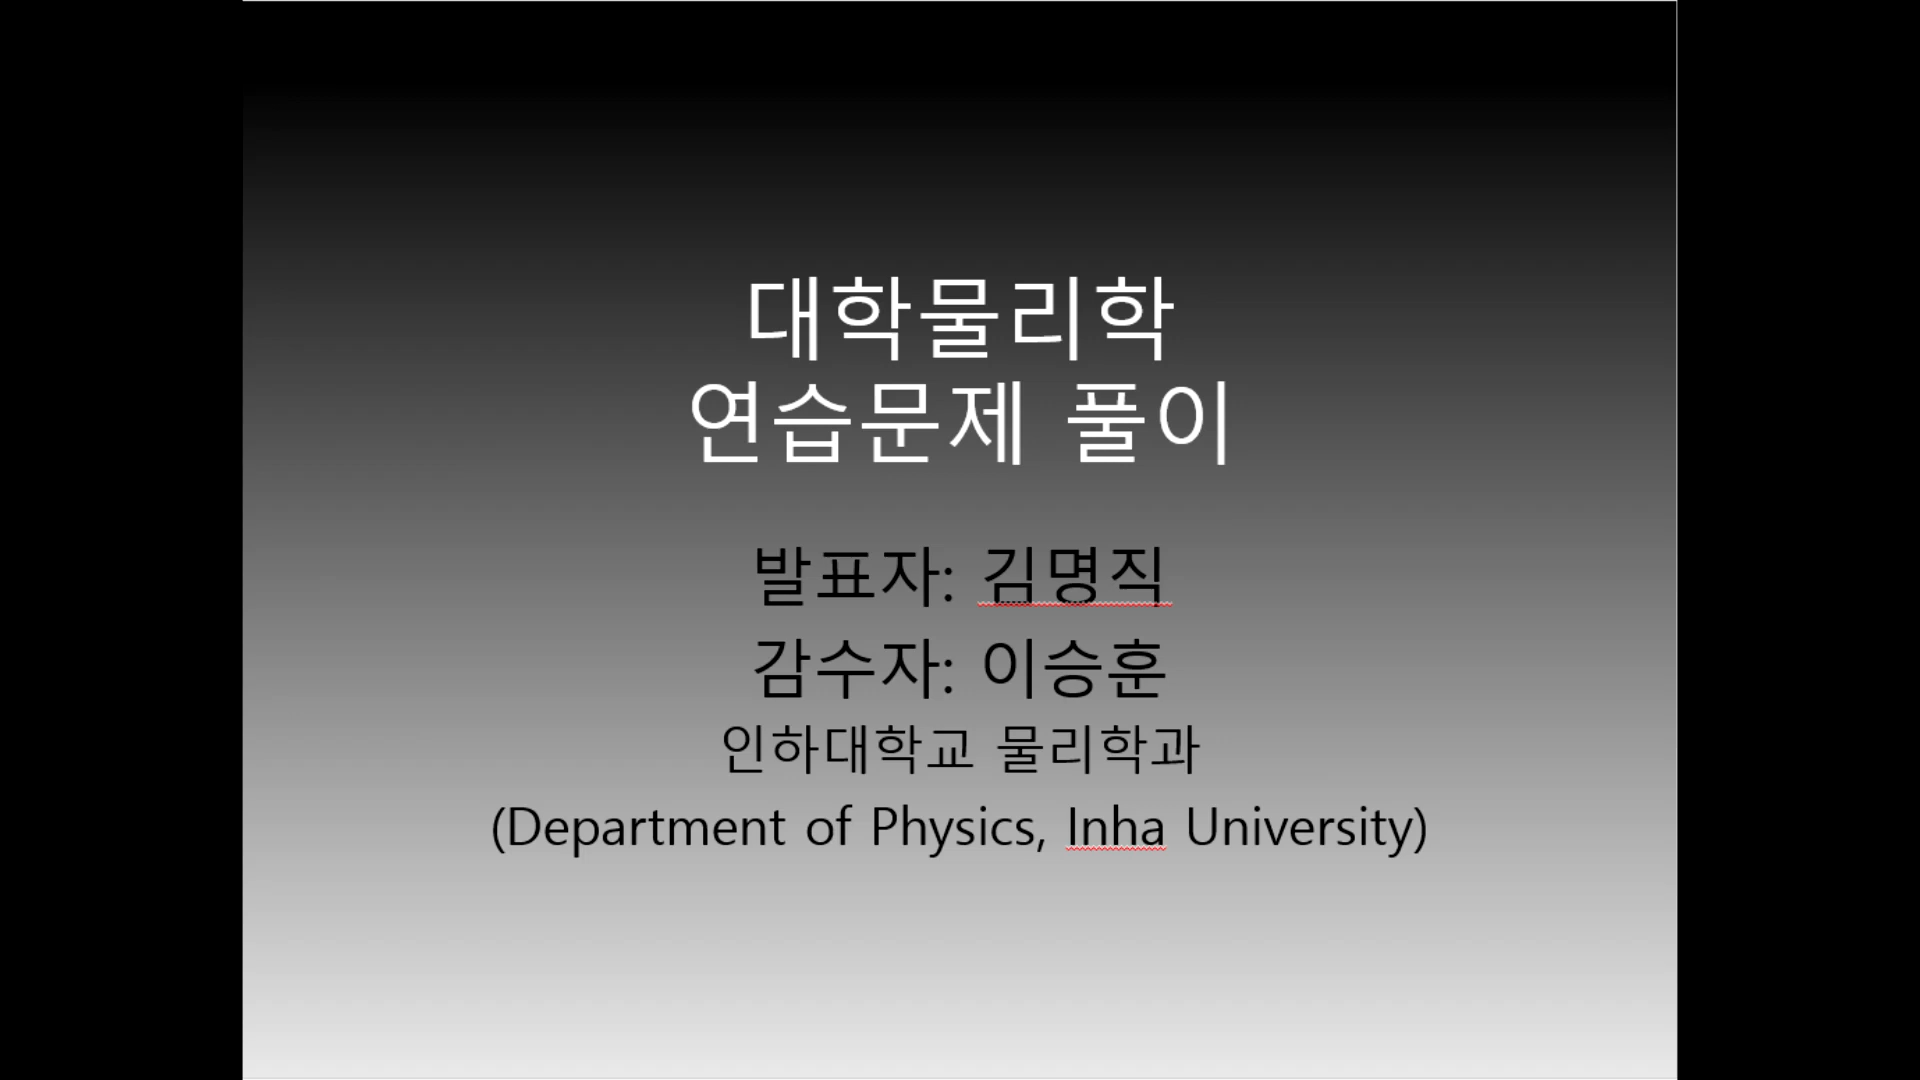 대학물리학
연습문제 풀이
발표자: 김명직
감수자: 이승훈
인하대학교 물리학과
(Department of Physics, Inha University)